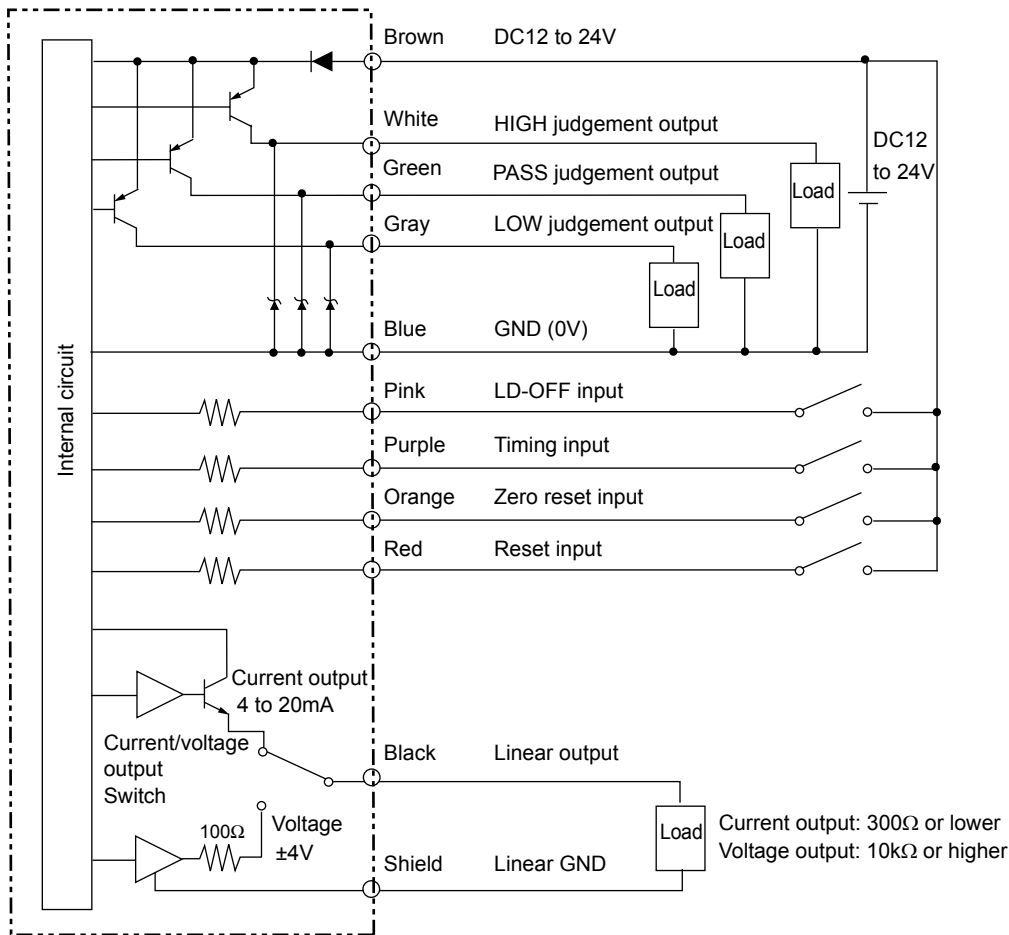 Brown DC12 to 24V
White HIGH judgement output
DC12
to 24V
Green PASS judgement output
Load
Gray LOW judgement output
Load
Load
Blue GND (0V)
Internal circuit
Pink LD-OFF input
Purple Timing input
Orange Zero reset input
Red Reset input
Current output
4 to 20mA
Current/voltage
output
Switch
Black Linear output
100Ω
Voltage
±4V
Load
Current output: 300Ω or lower
Voltage output: 10kΩ or higher
Shield Linear GND